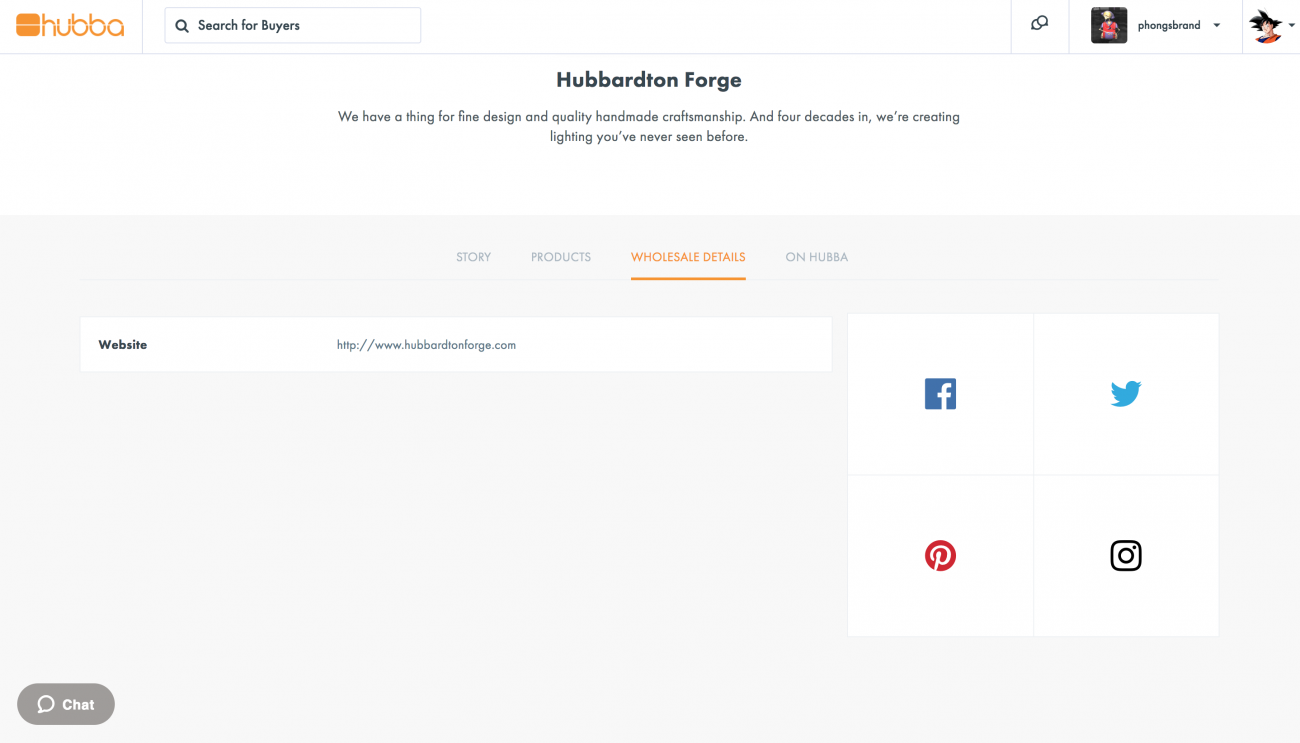 hubba
Search for Buyers
phongsbrand
Hubbardton Forge
We have a thing for fine design and quality handmade craftsmanship. And four decades in, we're creating
lighting you've never seen before.
STORY
PRODUCTS
WHOLESALE DETAILS
ON HUBBA
Website
http://www.hubbardtonforge.com
Chat